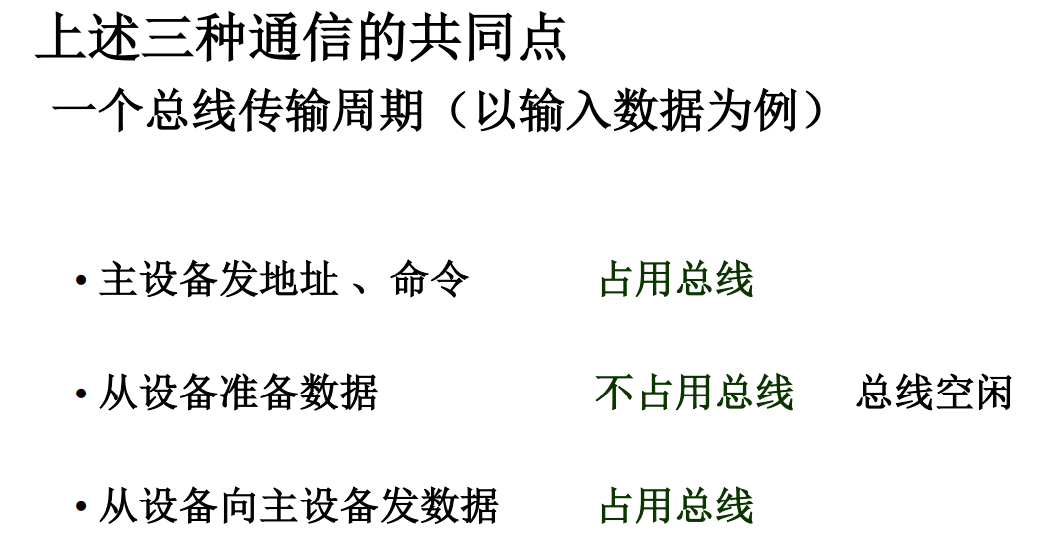 上述三种通信的共同点
一个总线传输周期（以输入数据为例）
• 主设备发地址 、命令 占用总线
• 从设备准备数据 不占用总线 总线空闲
• 从设备向主设备发数据 占用总线